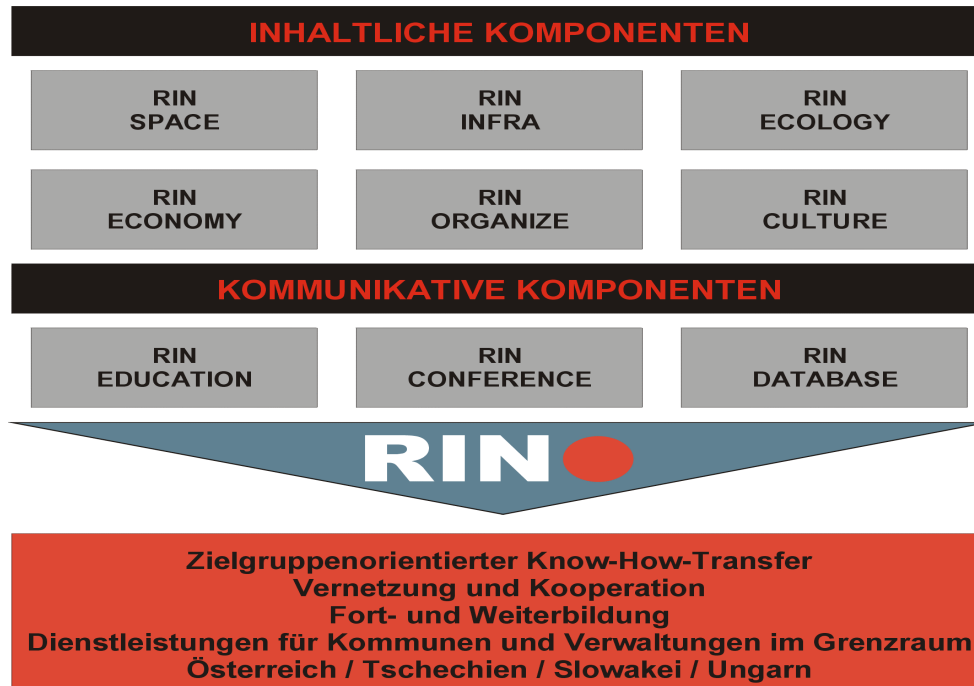 INHALTLICHE KOMPONENTEN
RIN
SPACE
RIN
INFRA
RIN
ECOLOGY
RIN
ECONOMY
RIN
ORGANIZE
RIN
CULTURE
KOMMUNIKATIVE KOMPONENTEN
RIN
EDUCATION
RIN
CONFERENCE
RIN
DATABASE
RIN
Zielgruppenorientierter Know-How-Transfer
Vernetzung und Kooperation
Fort- und Weiterbildung
Dienstleistungen für Kommunen und Verwaltungen im Grenzraum
Österreich / Tschechien / Slowakei / Ungarn